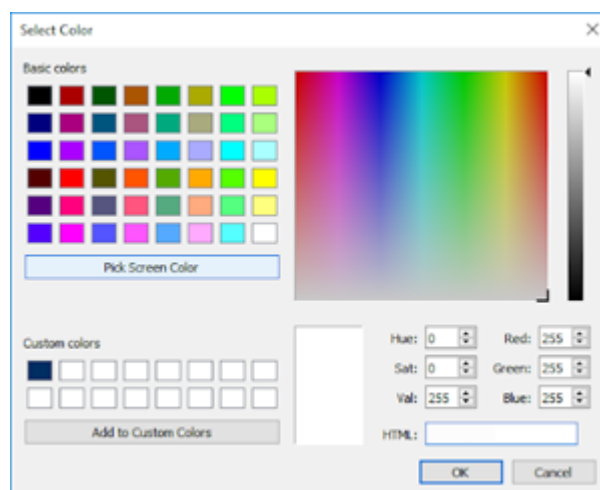 Select Color
Basic colors
Pick Screen Color
Custom colors
Add to Custom Colors
Hue: 0 Red: 255
Sat: 0 Green: 255
Val: 255 Blue: 255
HTML:
OK Cancel